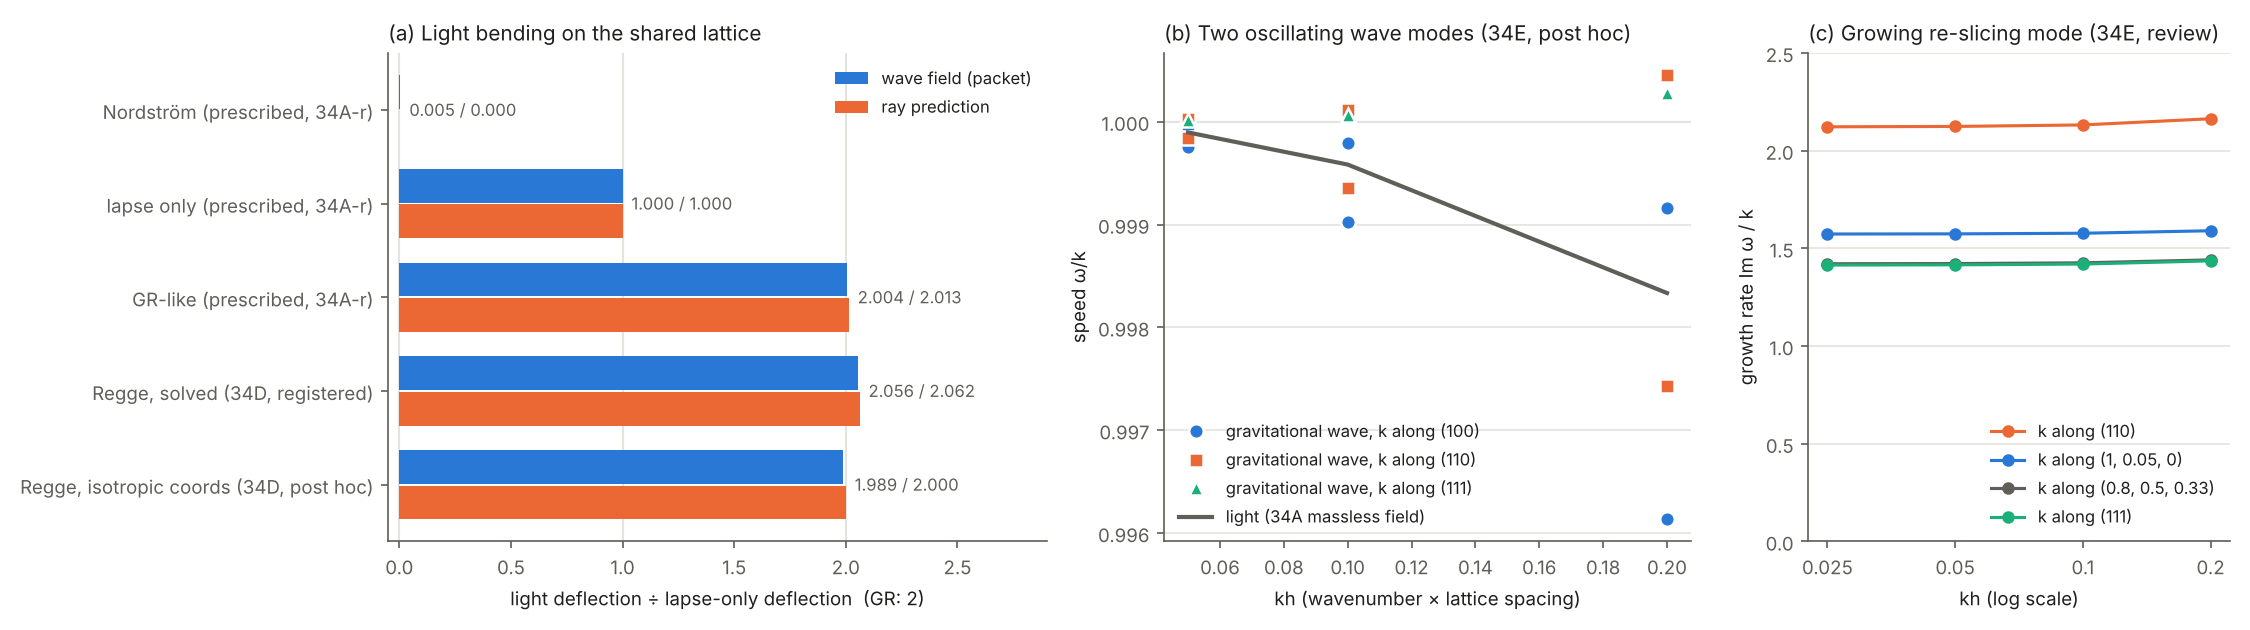 (a) Light bending on the shared lattice
wave field (packet)
ray prediction
Nordström (prescribed, 34A-r)
0.005 / 0.000
lapse only (prescribed, 34A-r)
1.000 / 1.000
GR-like (prescribed, 34A-r)
2.004 / 2.013
Regge, solved (34D, registered)
2.056 / 2.062
Regge, isotropic coords (34D, post hoc)
1.989 / 2.000
0.0 0.5 1.0 1.5 2.0 2.5
light deflection ÷ lapse-only deflection (GR: 2)
(b) Two oscillating wave modes (34E, post hoc)
speed ω/k
1.000
0.999
0.998
0.997
0.996
gravitational wave, k along (100)
gravitational wave, k along (110)
gravitational wave, k along (111)
light (34A massless field)
0.06 0.08 0.10 0.12 0.14 0.16 0.18 0.20
kh (wavenumber × lattice spacing)
(c) Growing re-slicing mode (34E, review)
growth rate Im ω / k
2.5
2.0
1.5
1.0
0.5
0.0
k along (110)
k along (1, 0.05, 0)
k along (0.8, 0.5, 0.33)
k along (111)
0.025 0.05 0.1 0.2
kh (log scale)